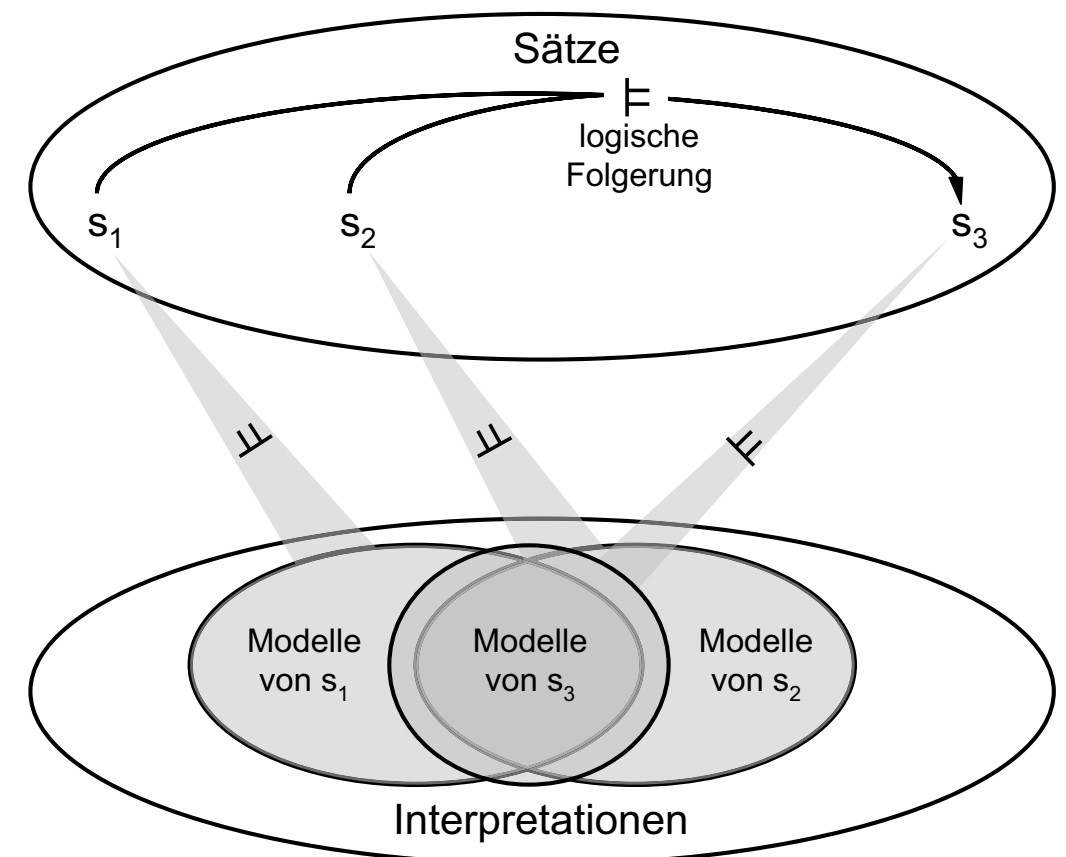 Sätze
⊨
logische
Folgerung
s₁
s₂
s₃
⊨
⊨
⊨
Modelle
von s₁
Modelle
von s₃
Modelle
von s₂
Interpretationen